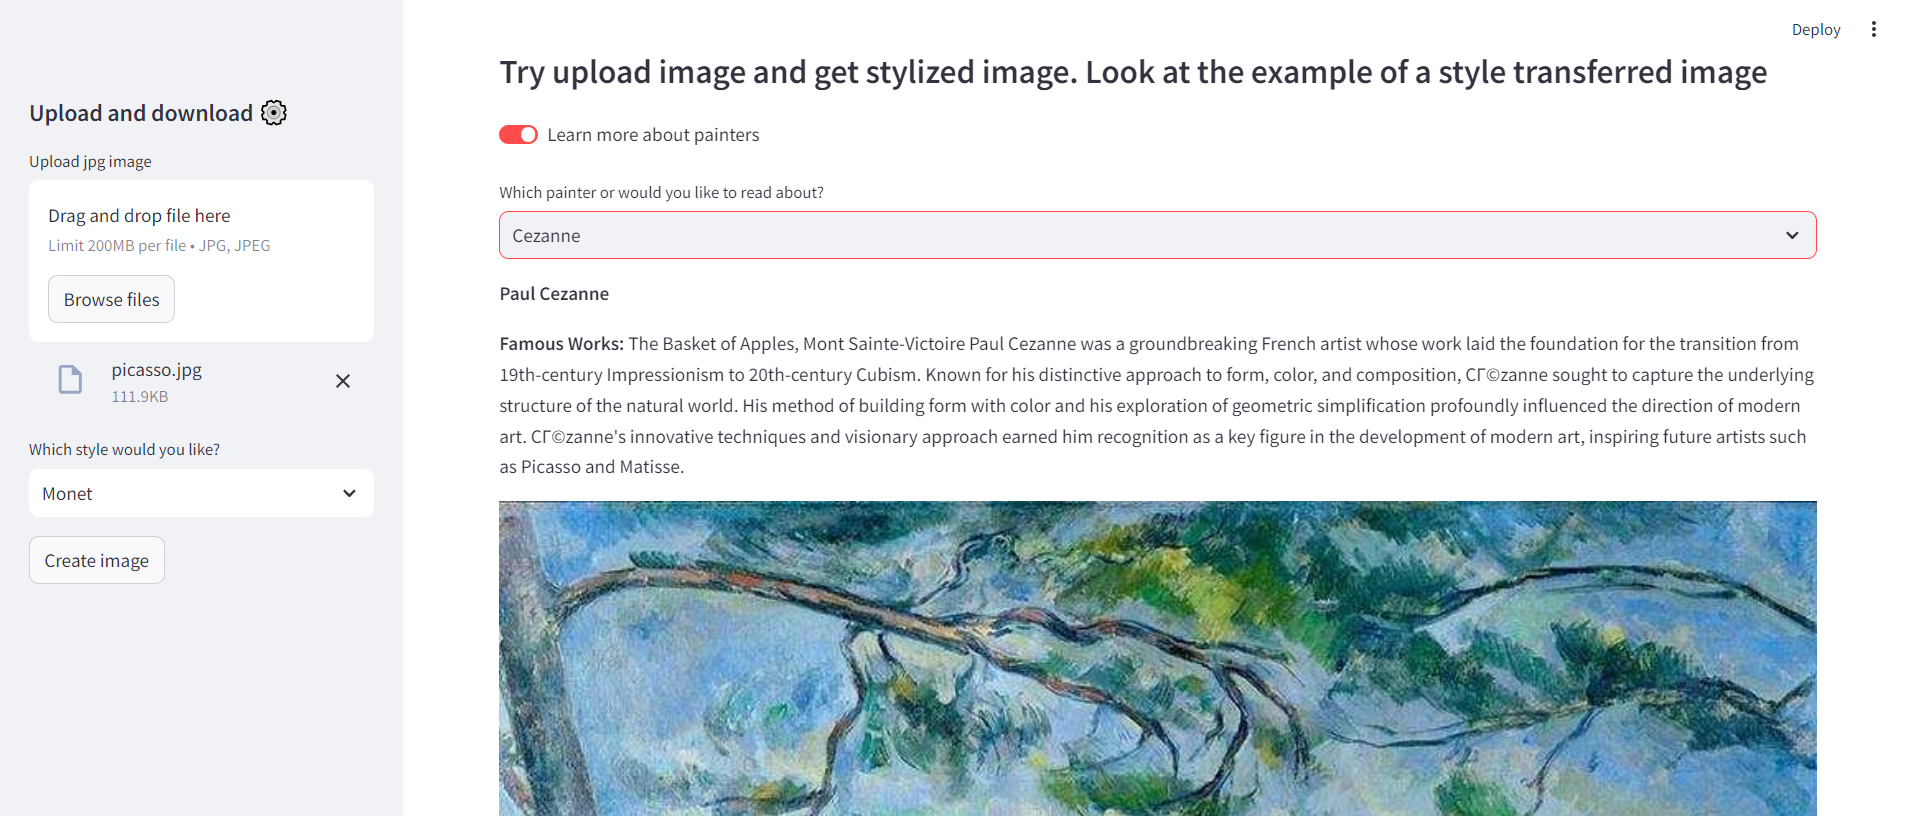 Deploy
Upload and download
Upload jpg image
Drag and drop file here
Limit 200MB per file • JPG, JPEG
Browse files
picasso.jpg
111.9KB
Which style would you like?
Monet
Create image
Try upload image and get stylized image. Look at the example of a style transferred image
Learn more about painters
Which painter or would you like to read about?
Cezanne
Paul Cezanne
Famous Works: The Basket of Apples, Mont Sainte-Victoire Paul Cezanne was a groundbreaking French artist whose work laid the foundation for the transition from
19th-century Impressionism to 20th-century Cubism. Known for his distinctive approach to form, color, and composition, CГ©zanne sought to capture the underlying
structure of the natural world. His method of building form with color and his exploration of geometric simplification profoundly influenced the direction of modern
art. CГ©zanne's innovative techniques and visionary approach earned him recognition as a key figure in the development of modern art, inspiring future artists such
as Picasso and Matisse.